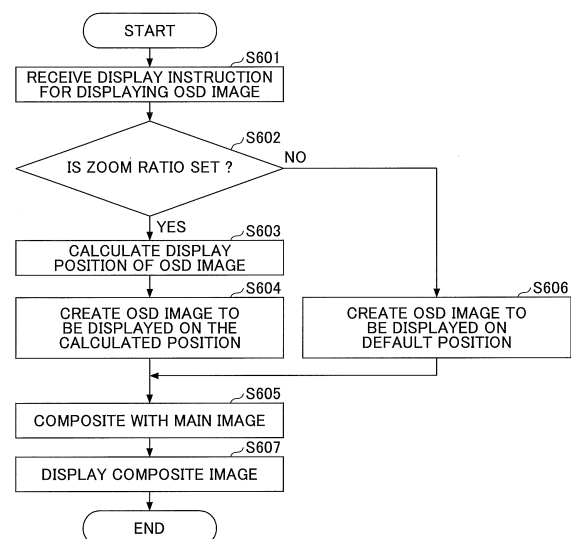 START
S601
RECEIVE DISPLAY INSTRUCTION
FOR DISPLAYING OSD IMAGE
S602
IS ZOOM RATIO SET ?
NO
YES
S603
CALCULATE DISPLAY
POSITION OF OSD IMAGE
S604
CREATE OSD IMAGE TO
BE DISPLAYED ON THE
CALCULATED POSITION
S606
CREATE OSD IMAGE TO
BE DISPLAYED ON
DEFAULT POSITION
S605
COMPOSITE WITH MAIN IMAGE
S607
DISPLAY COMPOSITE IMAGE
END